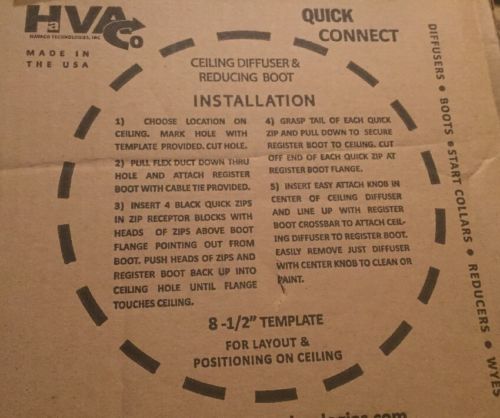 HVACo
HAVACO TECHNOLOGIES, INC
MADE IN
THE USA
QUICK
CONNECT
CEILING DIFFUSER &
REDUCING BOOT
INSTALLATION
1) CHOOSE LOCATION ON
CEILING. MARK HOLE WITH
TEMPLATE PROVIDED. CUT HOLE.
2) PULL FLEX DUCT DOWN THRU
HOLE AND ATTACH REGISTER
BOOT WITH CABLE TIE PROVIDED.
3) INSERT 4 BLACK QUICK ZIPS
IN ZIP RECEPTOR BLOCKS WITH
HEADS OF ZIPS ABOVE BOOT
FLANGE POINTING OUT FROM
BOOT. PUSH HEADS OF ZIPS AND
REGISTER BOOT BACK UP INTO
CEILING HOLE UNTIL FLANGE
TOUCHES CEILING.
4) GRASP TAIL OF EACH QUICK
ZIP AND PULL DOWN TO SECURE
REGISTER BOOT TO CEILING. CUT
OFF END OF EACH QUICK ZIP AT
REGISTER BOOT FLANGE.
5) INSERT EASY ATTACH KNOB IN
CENTER OF CEILING DIFFUSER
AND LINE UP WITH REGISTER
BOOT CROSSBAR TO ATTACH CEIL-
ING DIFFUSER TO REGISTER BOOT.
EASILY REMOVE JUST DIFFUSER
WITH CENTER KNOB TO CLEAN OR
PAINT.
8 -1/2” TEMPLATE
FOR LAYOUT &
POSITIONING ON CEILING
DIFFUSERS • BOOTS • START COLLARS • REDUCERS • WYES